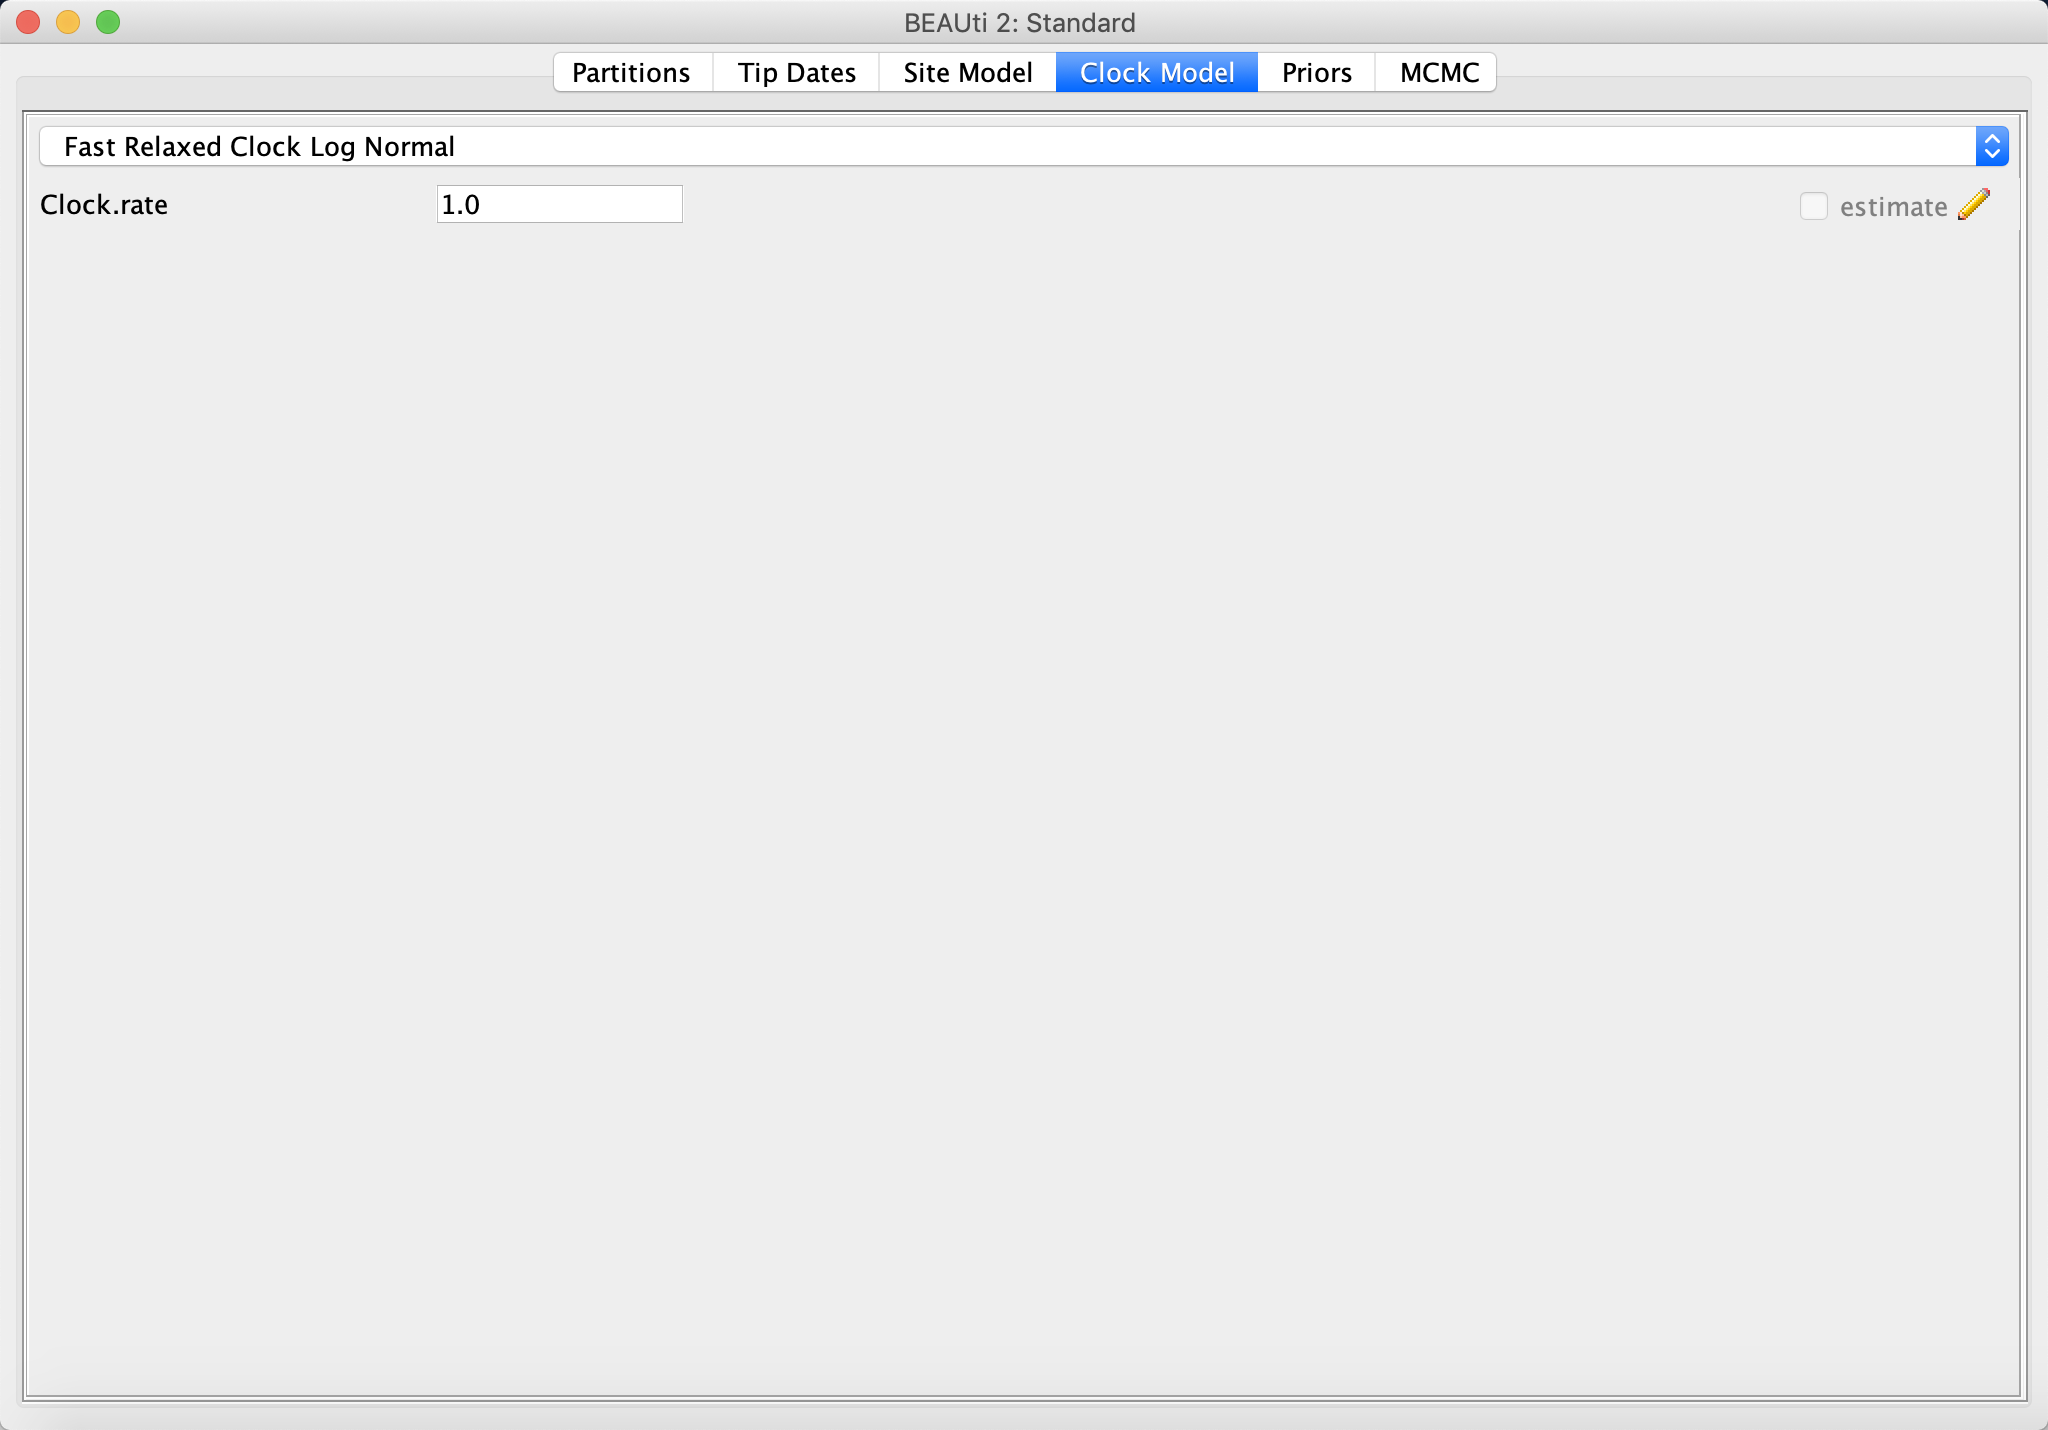 BEAUti 2: Standard
Partitions Tip Dates Site Model Clock Model Priors MCMC
Fast Relaxed Clock Log Normal
Clock.rate 1.0 estimate